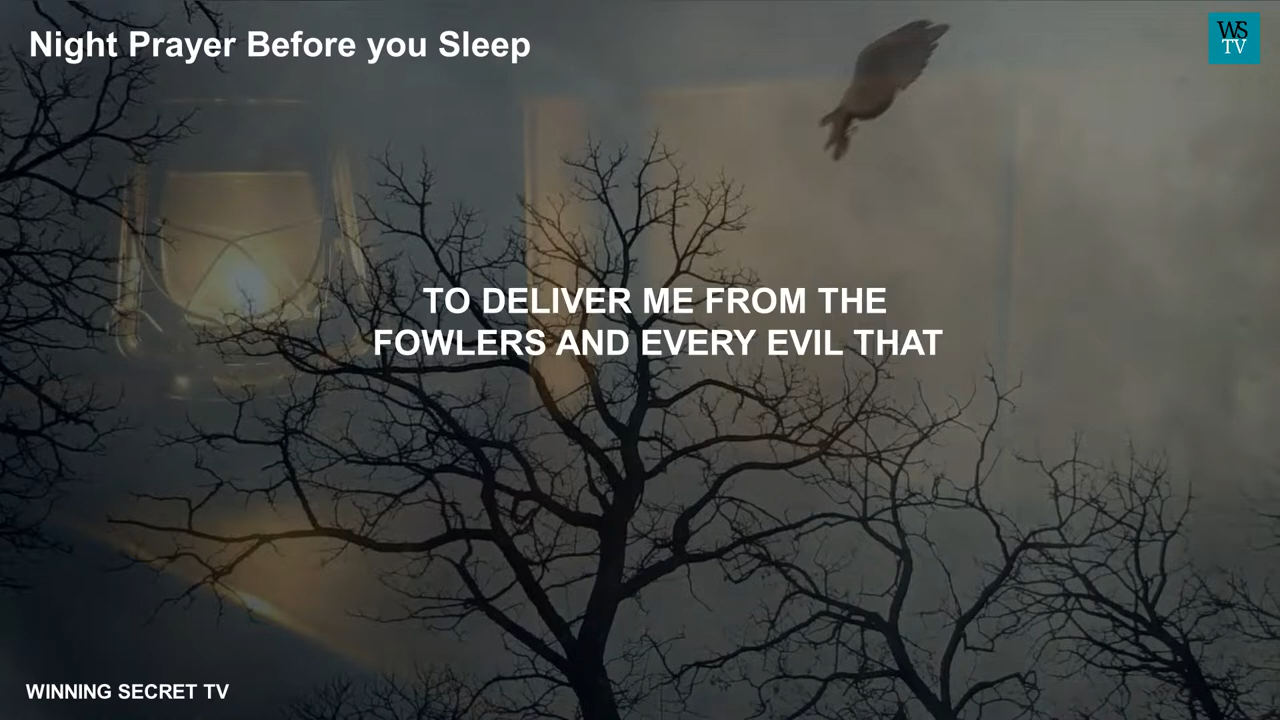 Night Prayer Before you Sleep
WS
TV
TO DELIVER ME FROM THE
FOWLERS AND EVERY EVIL THAT
WINNING SECRET TV